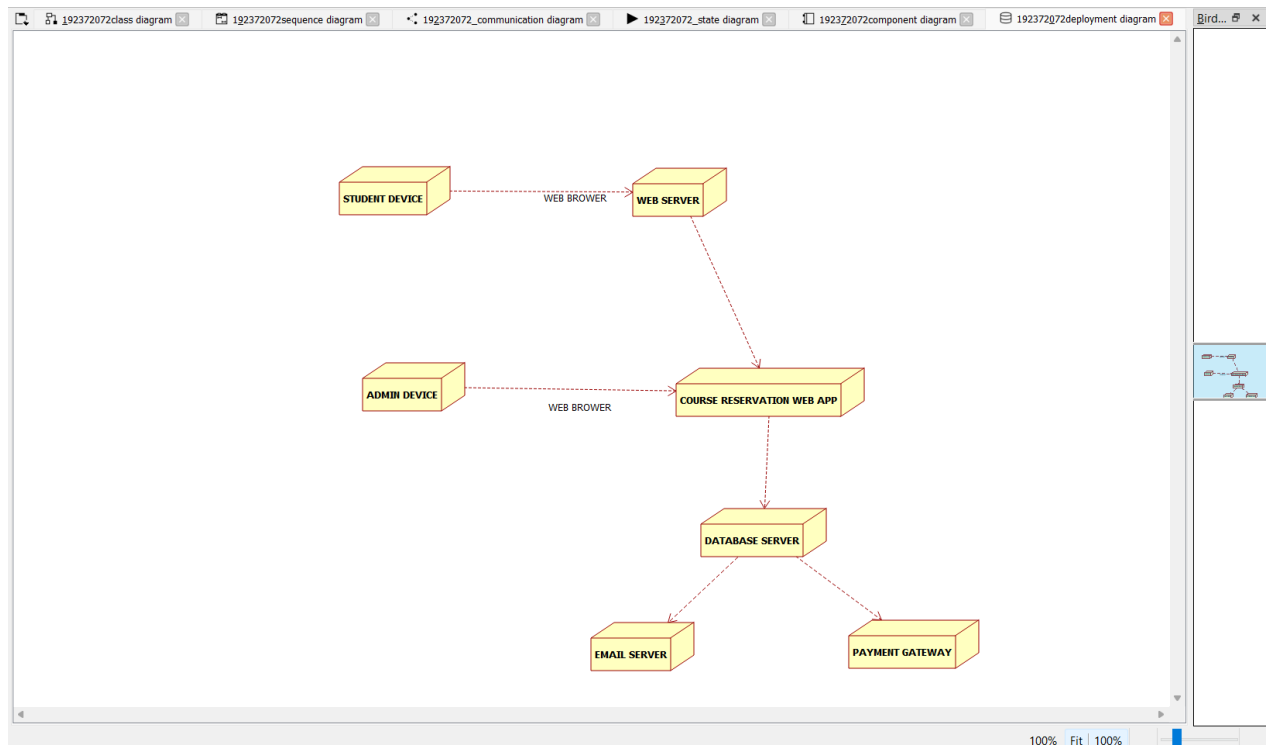 192372072class diagram
192372072sequence diagram
192372072_communication diagram
192372072_state diagram
192372072component diagram
192372072deployment diagram
Bird...
STUDENT DEVICE
WEB BROWER
WEB SERVER
ADMIN DEVICE
WEB BROWER
COURSE RESERVATION WEB APP
DATABASE SERVER
EMAIL SERVER
PAYMENT GATEWAY
100%
Fit
100%